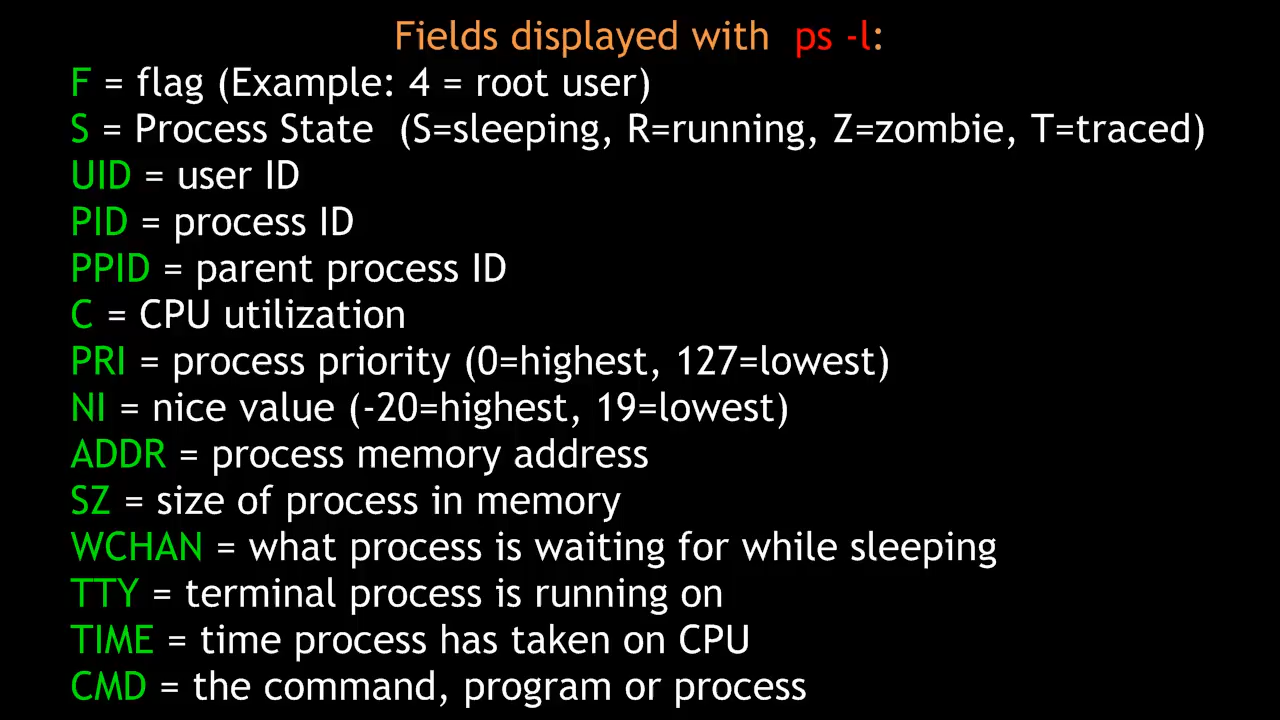 Fields displayed with ps -l:
F = flag (Example: 4 = root user)
S = Process State (S=sleeping, R=running, Z=zombie, T=traced)
UID = user ID
PID = process ID
PPID = parent process ID
C = CPU utilization
PRI = process priority (0=highest, 127=lowest)
NI = nice value (-20=highest, 19=lowest)
ADDR = process memory address
SZ = size of process in memory
WCHAN = what process is waiting for while sleeping
TTY = terminal process is running on
TIME = time process has taken on CPU
CMD = the command, program or process